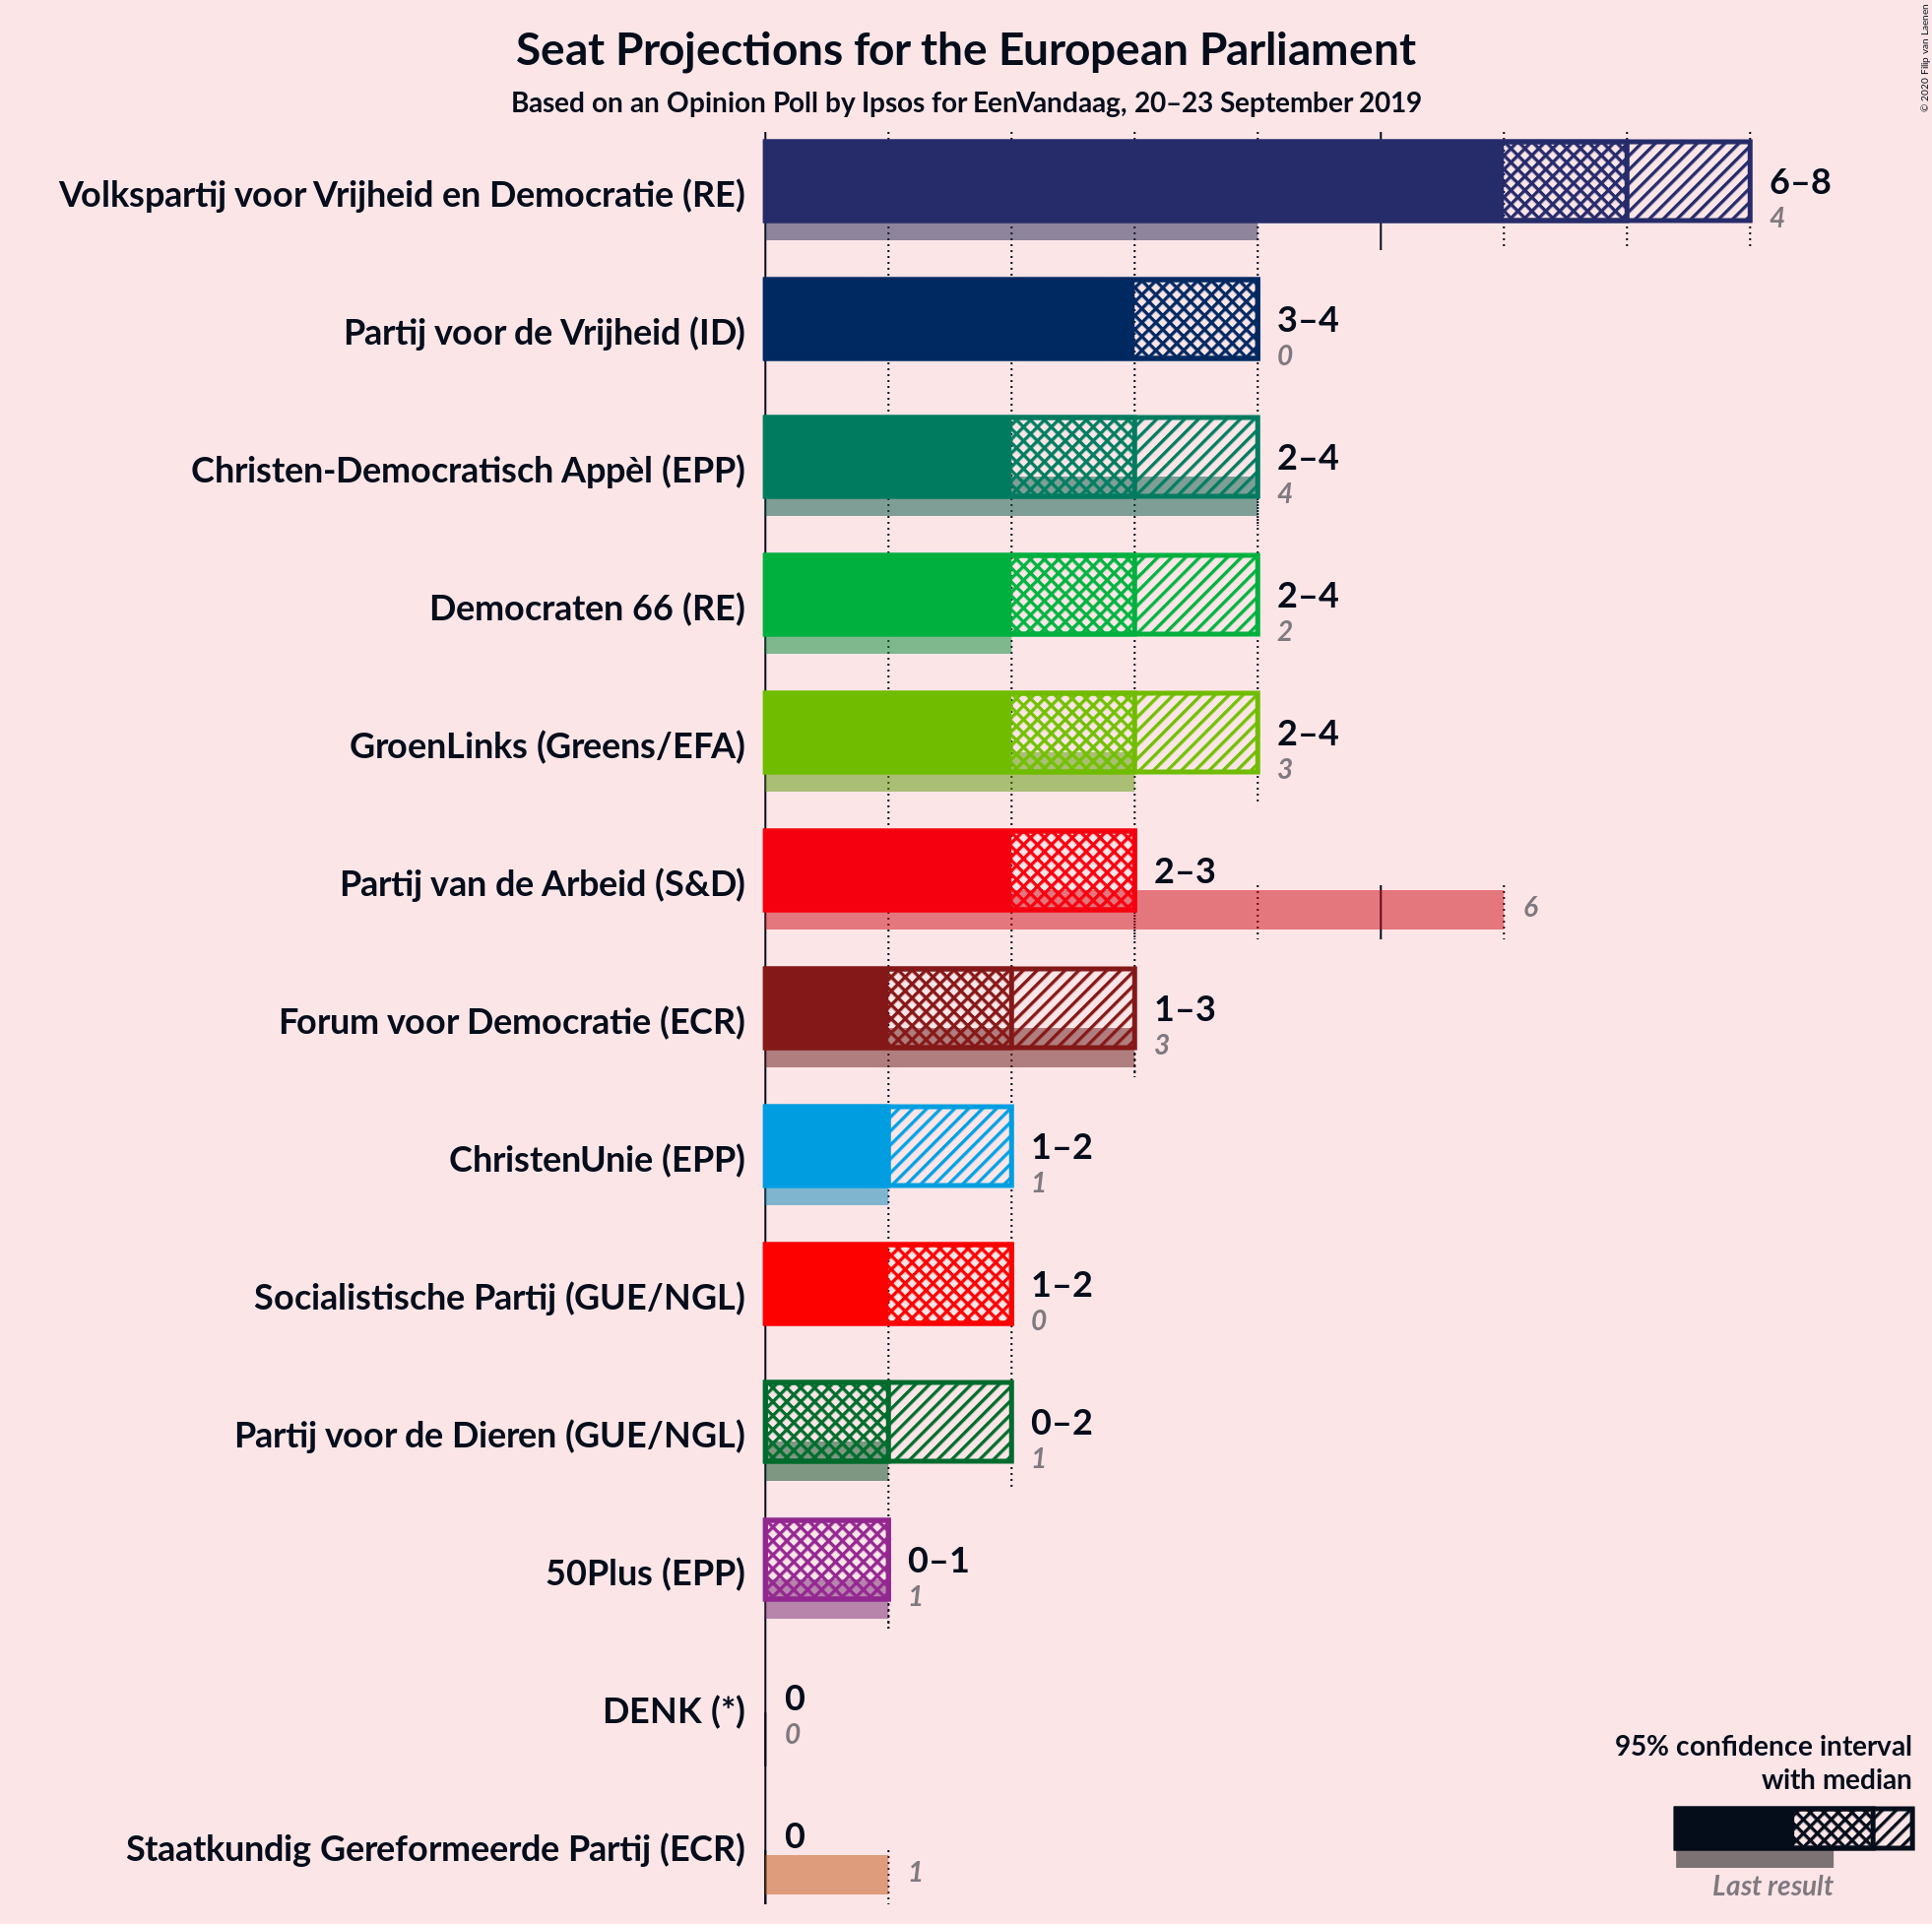 Seat Projections for the European Parliament
Based on an Opinion Poll by Ipsos for EenVandaag, 20–23 September 2019
© 2020 Filip van Laenen
Volkspartij voor Vrijheid en Democratie (RE)
6–8
4
Partij voor de Vrijheid (ID)
3–4
0
Christen-Democratisch Appèl (EPP)
2–4
4
Democraten 66 (RE)
2–4
2
GroenLinks (Greens/EFA)
2–4
3
Partij van de Arbeid (S&D)
2–3
6
Forum voor Democratie (ECR)
1–3
3
ChristenUnie (EPP)
1–2
1
Socialistische Partij (GUE/NGL)
1–2
0
Partij voor de Dieren (GUE/NGL)
0–2
1
50Plus (EPP)
0–1
1
DENK (*)
0
0
Staatkundig Gereformeerde Partij (ECR)
0
1
95% confidence interval
with median
Last result